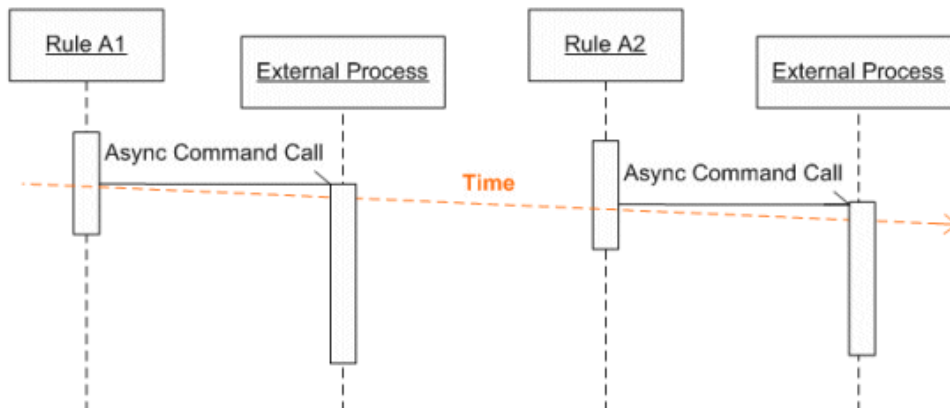 Rule A1
External Process
Rule A2
External Process
Async Command Call
Time
Async Command Call